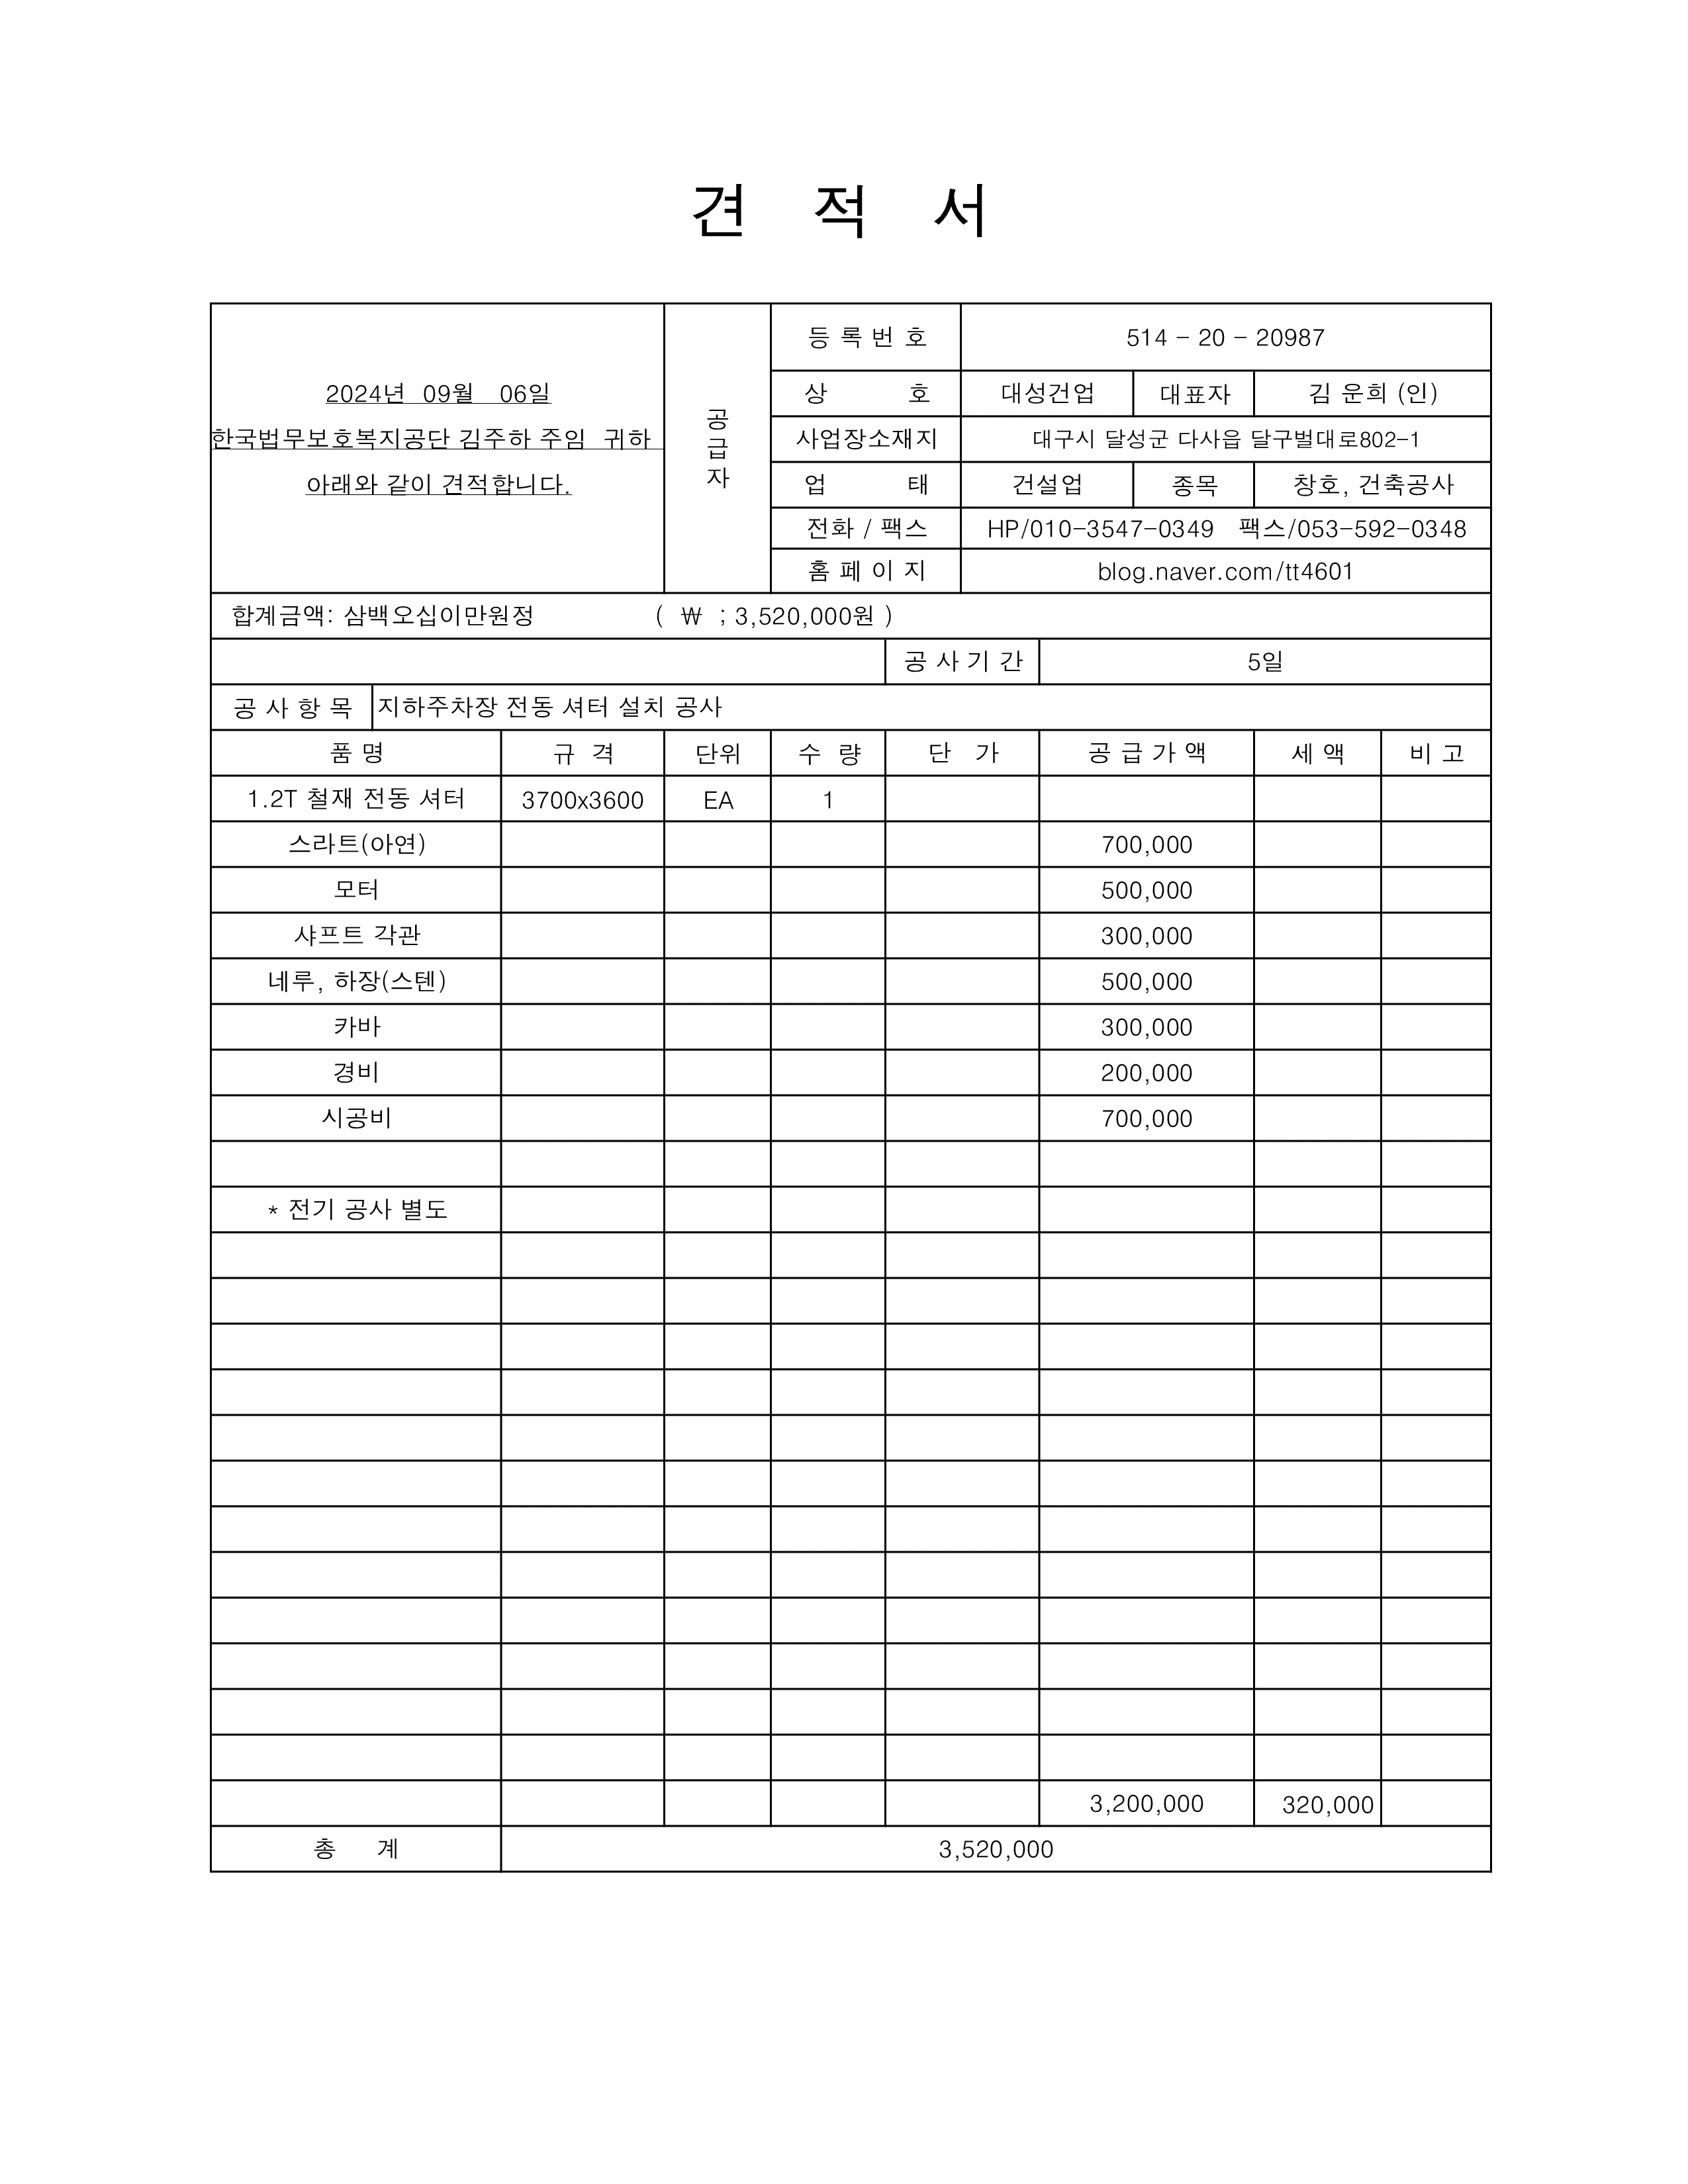 견 적 서
등 록 번 호 514 - 20 - 20987
2024년 09월 06일
한국법무보호복지공단 김주하 주임 귀하
아래와 같이 견적합니다.
공
급
자
상 호 대성건업 대표자 김 운희 (인)
사업장소재지 대구시 달성군 다사읍 달구벌대로802-1
업 태 건설업 종목 창호, 건축공사
전화 / 팩스 HP/010-3547-0349 팩스/053-592-0348
홈 페 이 지 blog.naver.com/tt4601
합계금액: 삼백오십이만원정 ( ₩ ; 3,520,000원 )
공 사 기 간 5일
공 사 항 목 지하주차장 전동 셔터 설치 공사
품 명 규 격 단위 수 량 단 가 공 급 가 액 세 액 비 고
1.2T 철재 전동 셔터 3700x3600 EA 1
스라트(아연) 700,000
모터 500,000
샤프트 각관 300,000
네루, 하장(스텐) 500,000
카바 300,000
경비 200,000
시공비 700,000
* 전기 공사 별도
3,200,000 320,000
총 계 3,520,000